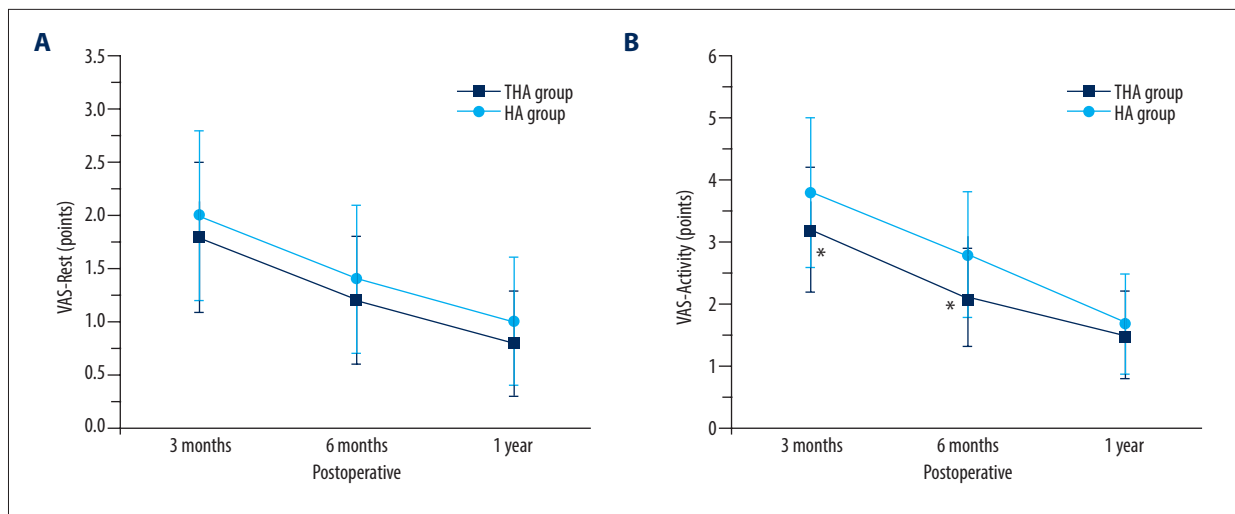 A
3.5
3.0
2.5
2.0
1.5
1.0
0.5
0.0
VAS-Rest (points)
THA group
HA group
3 months
6 months
1 year
Postoperative
B
6
5
4
3
2
1
0
VAS-Activity (points)
THA group
HA group
*
*
3 months
6 months
1 year
Postoperative